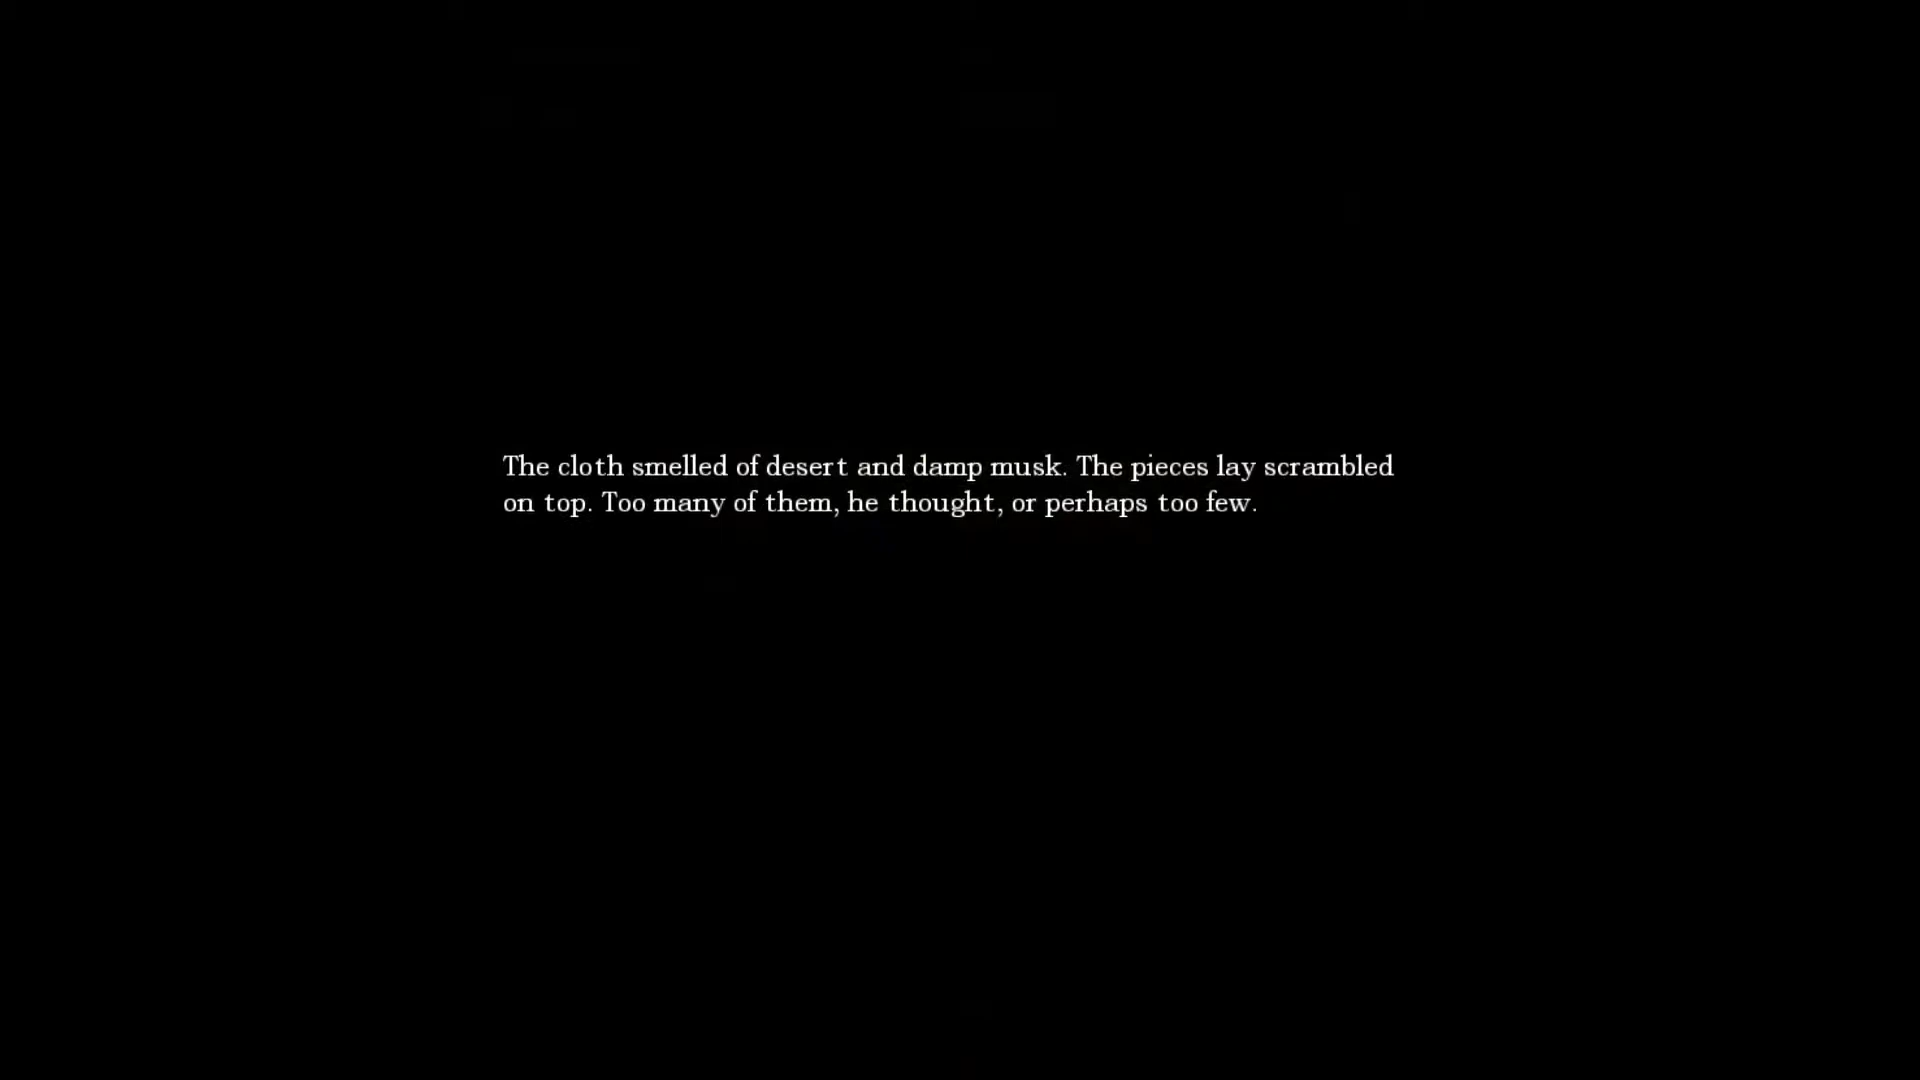 The cloth smelled of desert and damp musk. The pieces lay scrambled
on top. Too many of them, he thought, or perhaps too few.